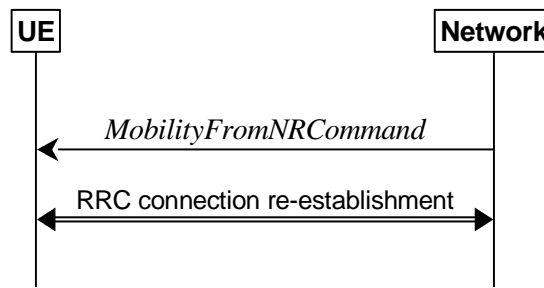 UE
Network
MobilityFromNRCommand
RRC connection re-establishment